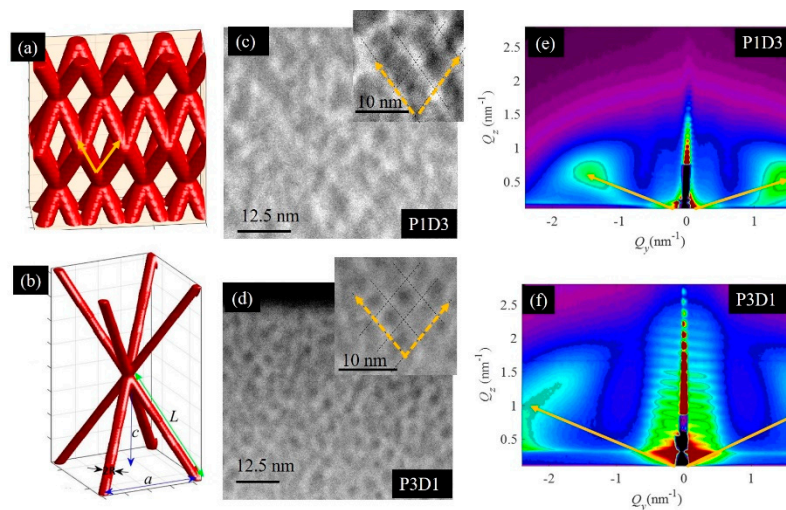 (a)
(b)
L
c
a
(c)
10 nm
12.5 nm
P1D3
(d)
10 nm
12.5 nm
P3D1
(e)
P1D3
Qz (nm-1)
2.5
2
1.5
1
0.5
-2
-1
0
1
Qy(nm-1)
(f)
P3D1
Qz (nm-1)
2.5
2
1.5
1
0.5
-2
-1
0
1
Qy(nm-1)